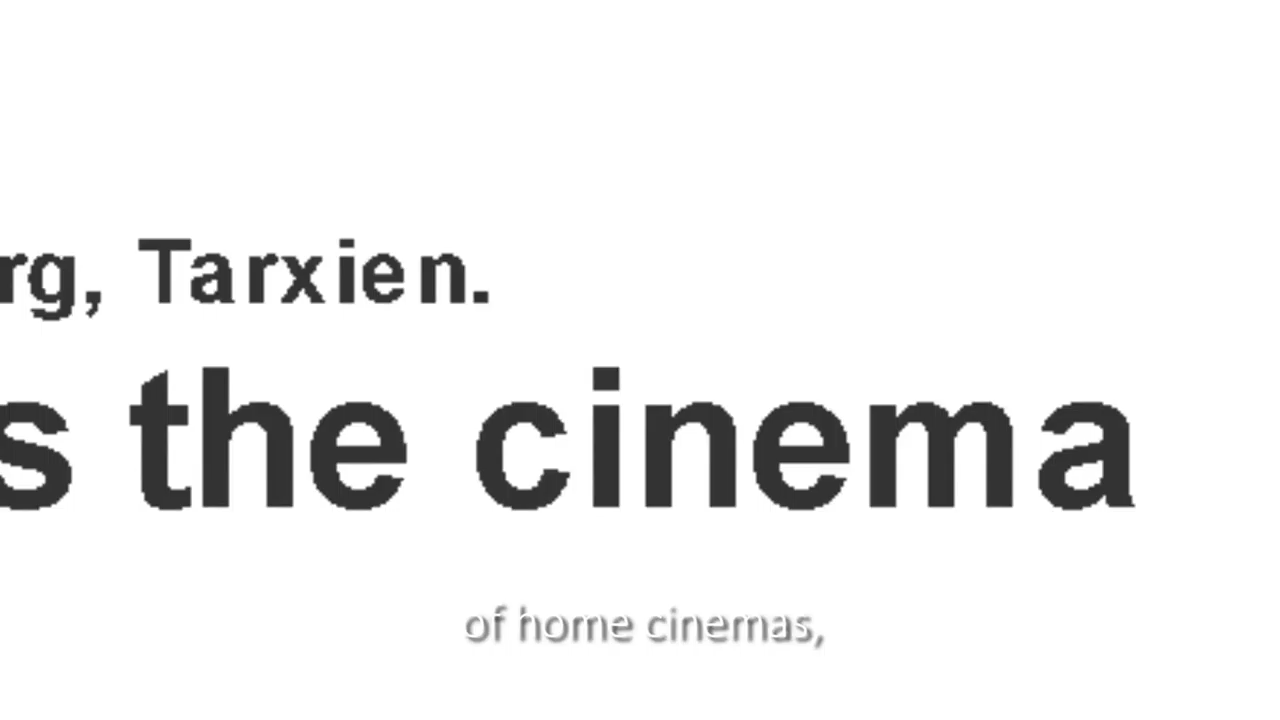 rg, Tarxien.
s the cinema
of home cinemas,